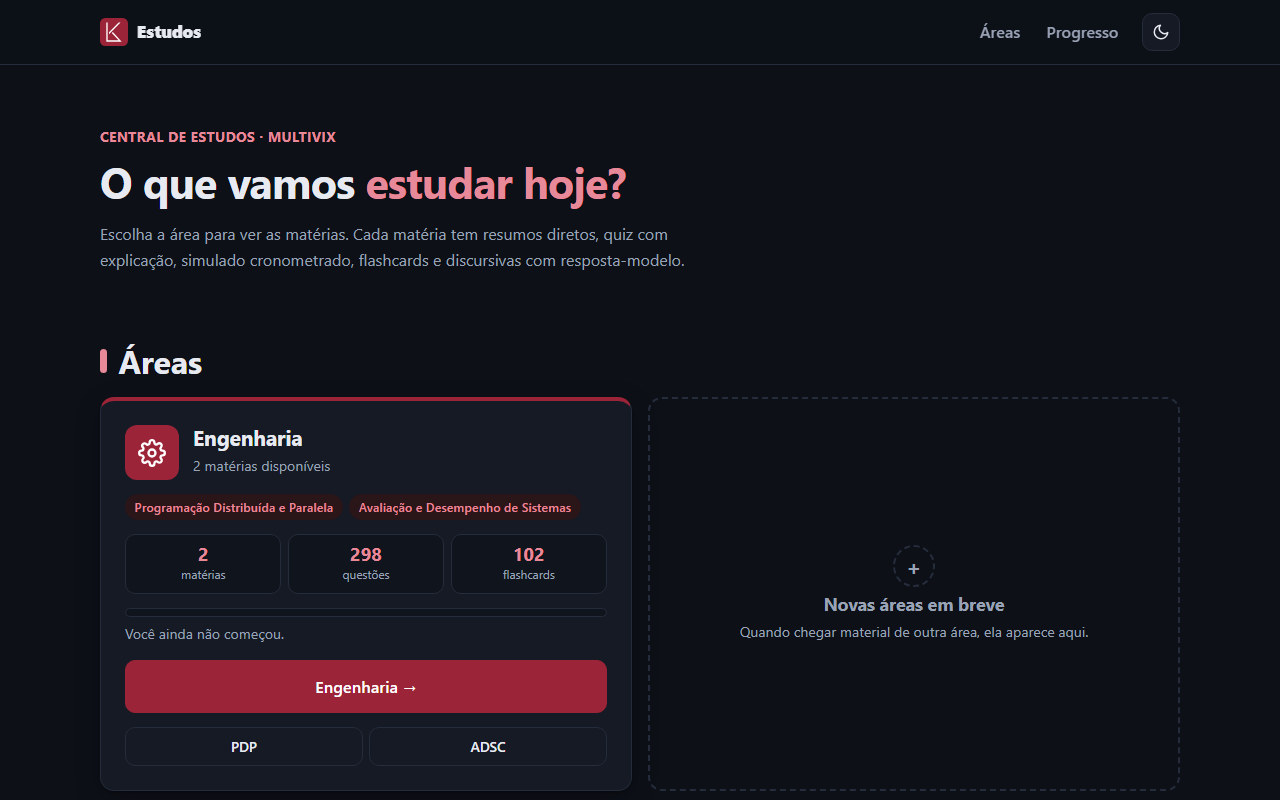 Estudos
Áreas
Progresso
CENTRAL DE ESTUDOS · MULTIVIX
O que vamos estudar hoje?
Escolha a área para ver as matérias. Cada matéria tem resumos diretos, quiz com
explicação, simulado cronometrado, flashcards e discursivas com resposta-modelo.
Áreas
Engenharia
2 matérias disponíveis
Programação Distribuída e Paralela
Avaliação e Desempenho de Sistemas
2
matérias
298
questões
102
flashcards
Você ainda não começou.
Engenharia →
PDP
ADSC
+
Novas áreas em breve
Quando chegar material de outra área, ela aparece aqui.